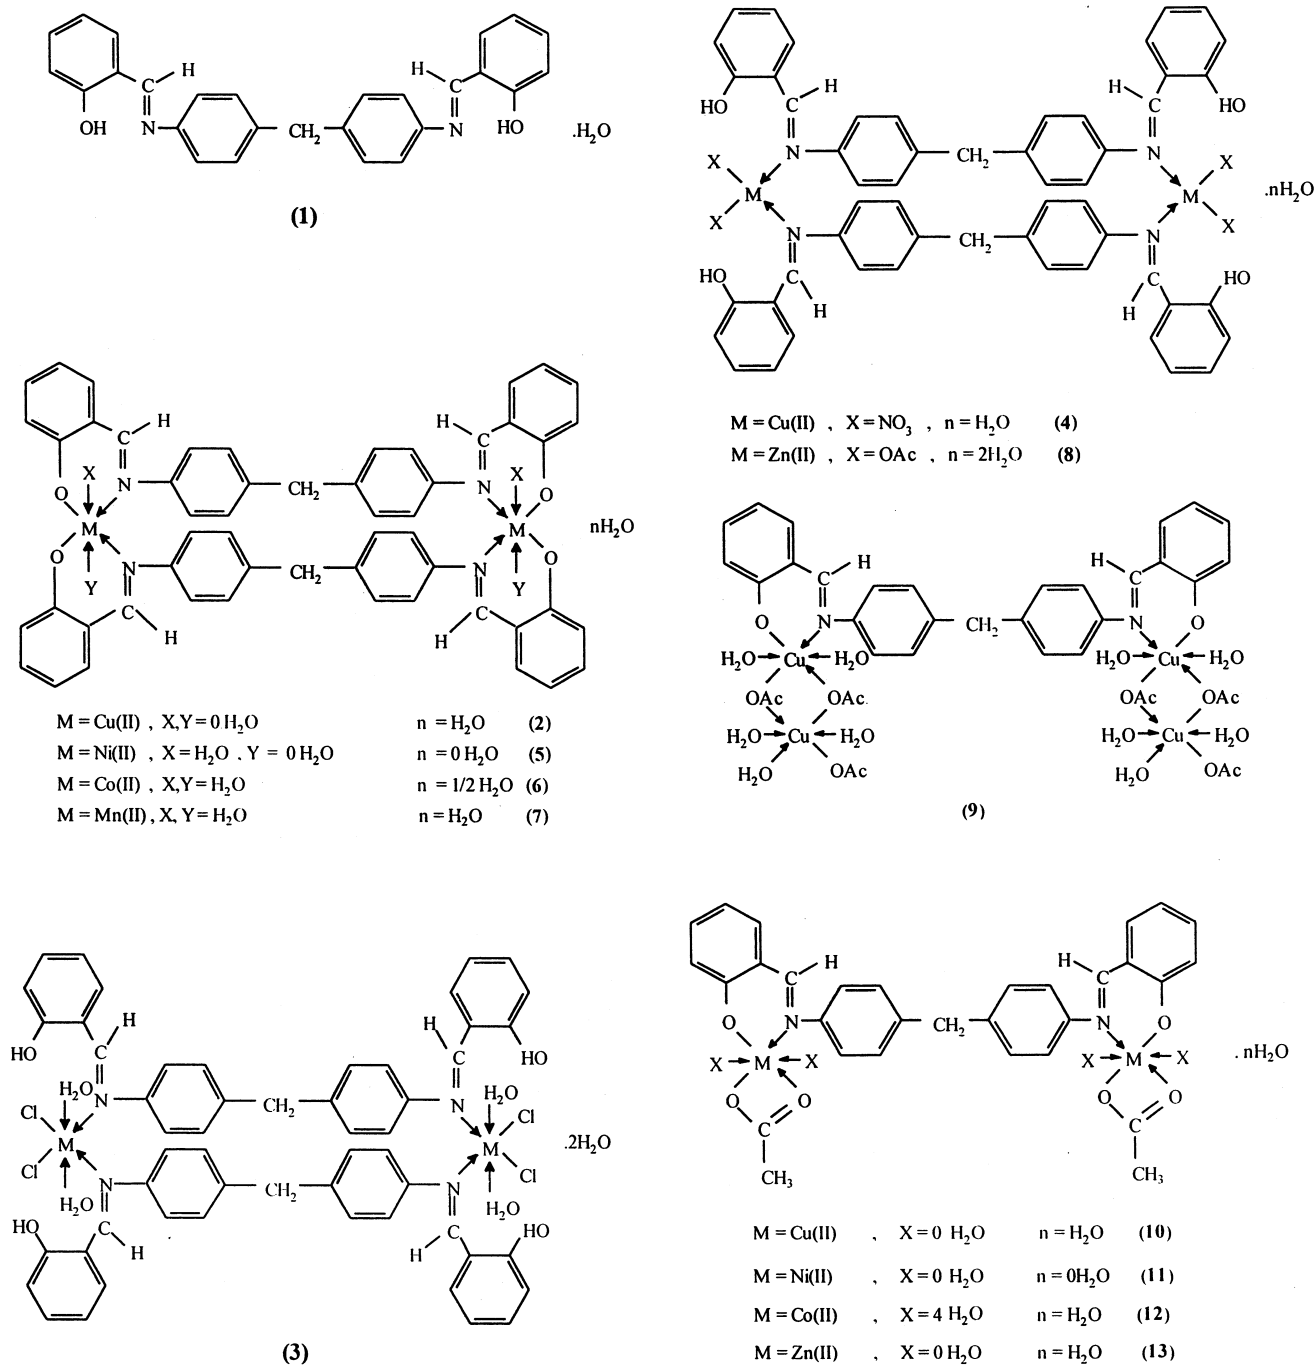 H
C
OH
N
CH2
N
H
C
HO
.H2O
(1)
HO
H
C
N
CH2
N
H
C
HO
X
M
X
X
M
X
.nH2O
N
CH2
N
HO
C
H
C
H
HO
M = Cu(II) , X = NO3 , n = H2O (4)
M = Zn(II) , X = OAc , n = 2H2O (8)
C
H
H
C
X
N
CH2
N
X
O
O
M
M
nH2O
O
O
Y
N
CH2
N
Y
C
H
C
H
M = Cu(II) , X,Y = 0 H2O n = H2O (2)
M = Ni(II) , X = H2O , Y = 0 H2O n = 0 H2O (5)
M = Co(II) , X,Y = H2O n = 1/2 H2O (6)
M = Mn(II) , X, Y = H2O n = H2O (7)
C
H
H
C
O
N
CH2
N
O
H2O
Cu
H2O
H2O
Cu
H2O
OAc
OAc
OAc
OAc
H2O
Cu
H2O
H2O
Cu
H2O
H2O
OAc
H2O
OAc
(9)
HO
H
C
H
C
HO
H2O
N
CH2
N
H2O
Cl
M
Cl
Cl
M
Cl
.2H2O
H2O
N
CH2
N
H2O
HO
C
H
H
C
HO
(3)
C
H
H
C
O
N
CH2
N
O
X
M
X
X
M
X
. nH2O
O
O
O
O
C
C
CH3
CH3
M = Cu(II) , X = 0 H2O n = H2O (10)
M = Ni(II) , X = 0 H2O n = 0H2O (11)
M = Co(II) , X = 4 H2O n = H2O (12)
M = Zn(II) , X = 0 H2O n = H2O (13)